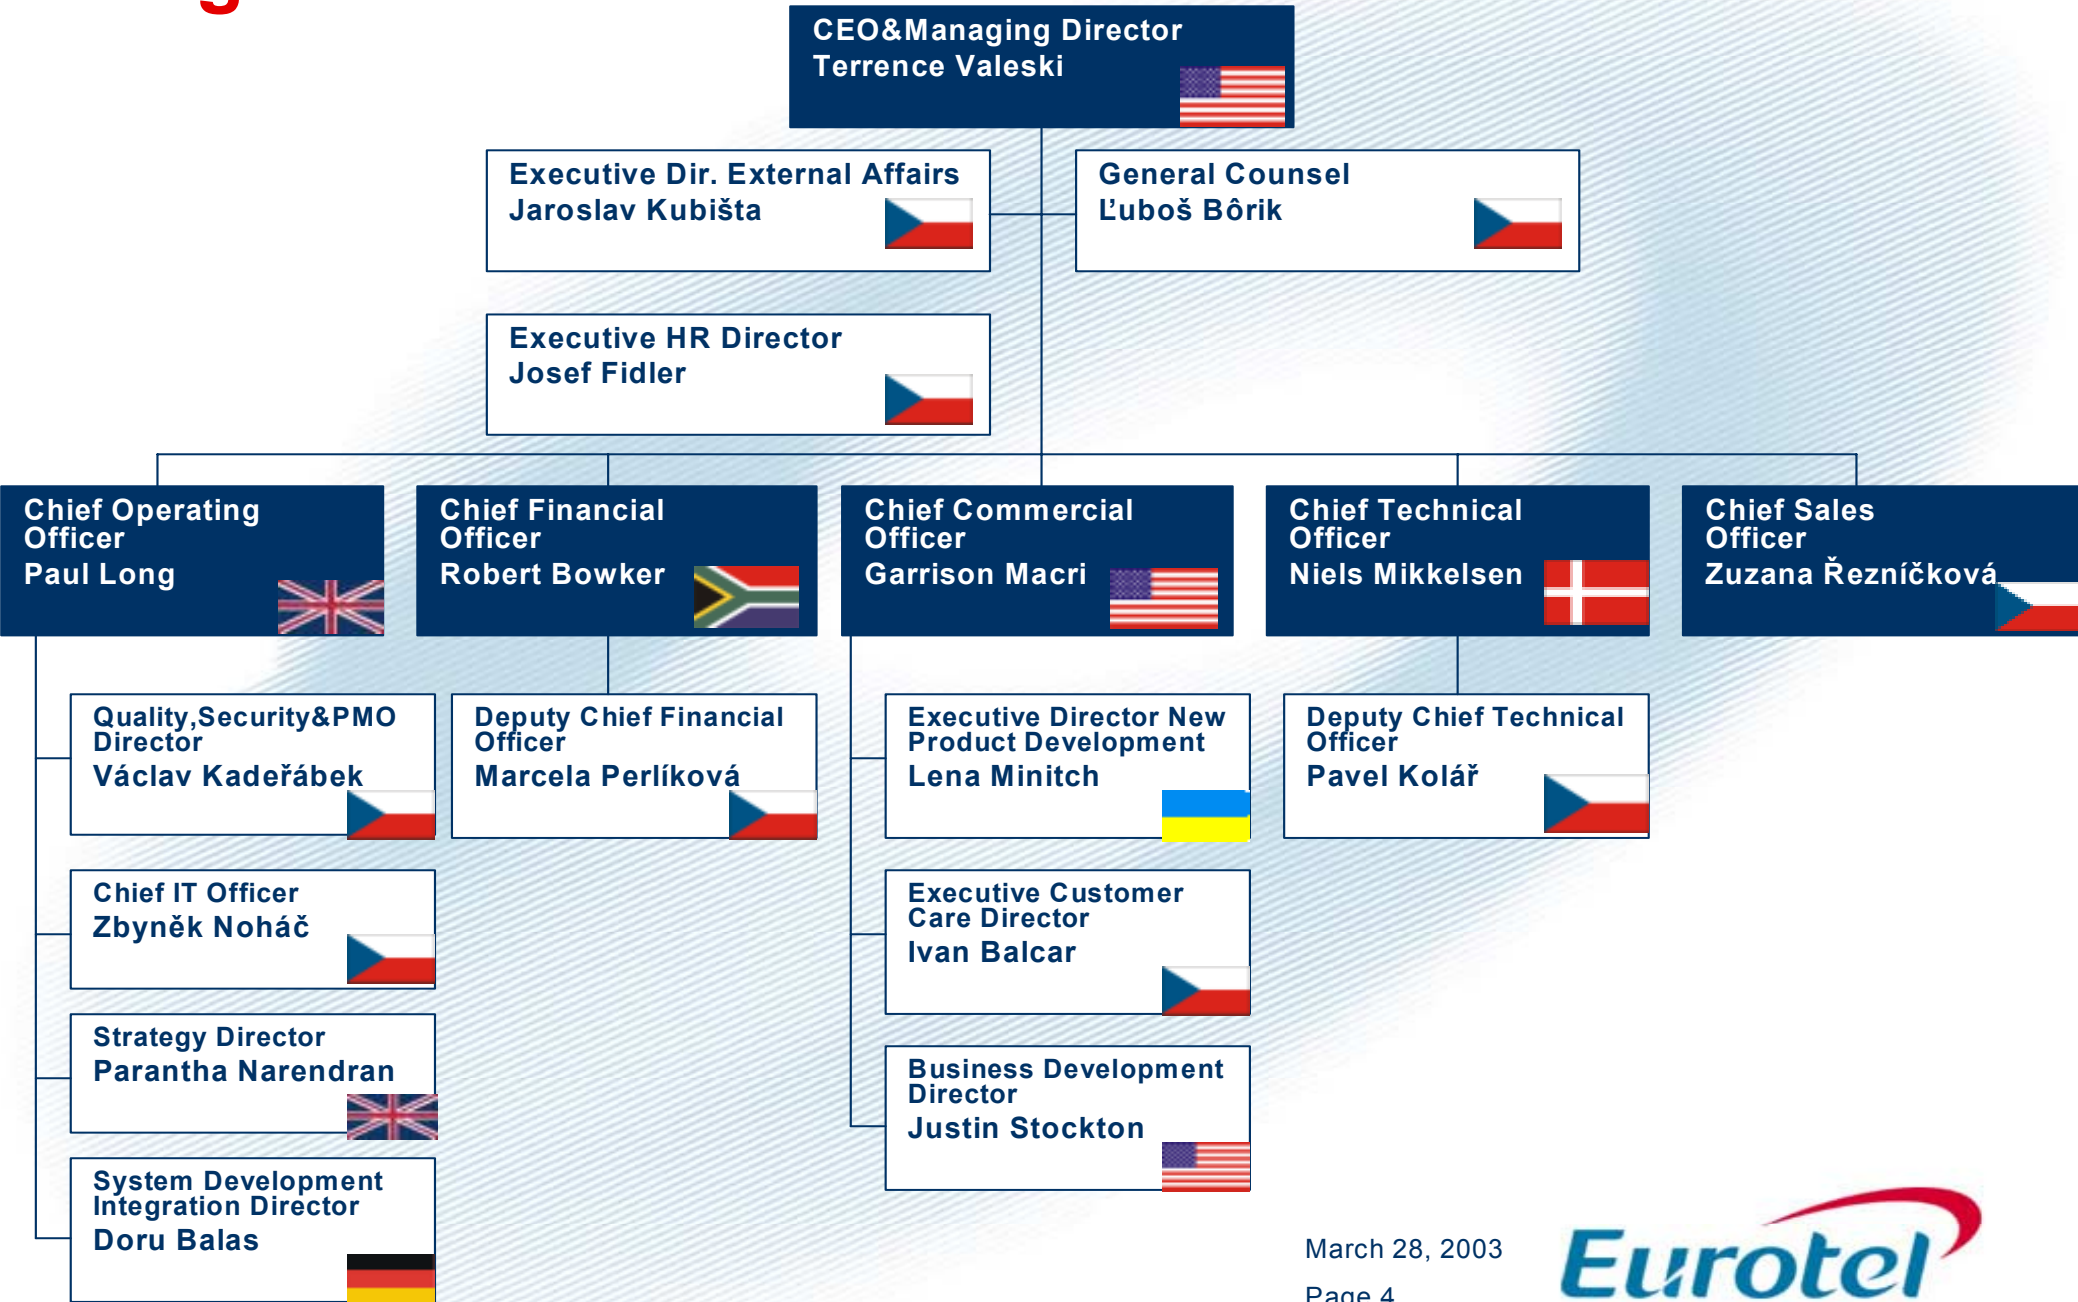 CEO&Managing Director
Terrence Valeski
Executive Dir. External Affairs
Jaroslav Kubišta
General Counsel
Ľuboš Bôrik
Executive HR Director
Josef Fidler
Chief Operating
Officer
Paul Long
Chief Financial
Officer
Robert Bowker
Chief Commercial
Officer
Garrison Macri
Chief Technical
Officer
Niels Mikkelsen
Chief Sales
Officer
Zuzana Řezníčková
Quality,Security&PMO
Director
Václav Kadeřábek
Deputy Chief Financial
Officer
Marcela Perlíková
Executive Director New
Product Development
Lena Minitch
Deputy Chief Technical
Officer
Pavel Kolář
Chief IT Officer
Zbyněk Noháč
Executive Customer
Care Director
Ivan Balcar
Strategy Director
Parantha Narendran
Business Development
Director
Justin Stockton
System Development
Integration Director
Doru Balas
March 28, 2003
Page 4
Eurotel